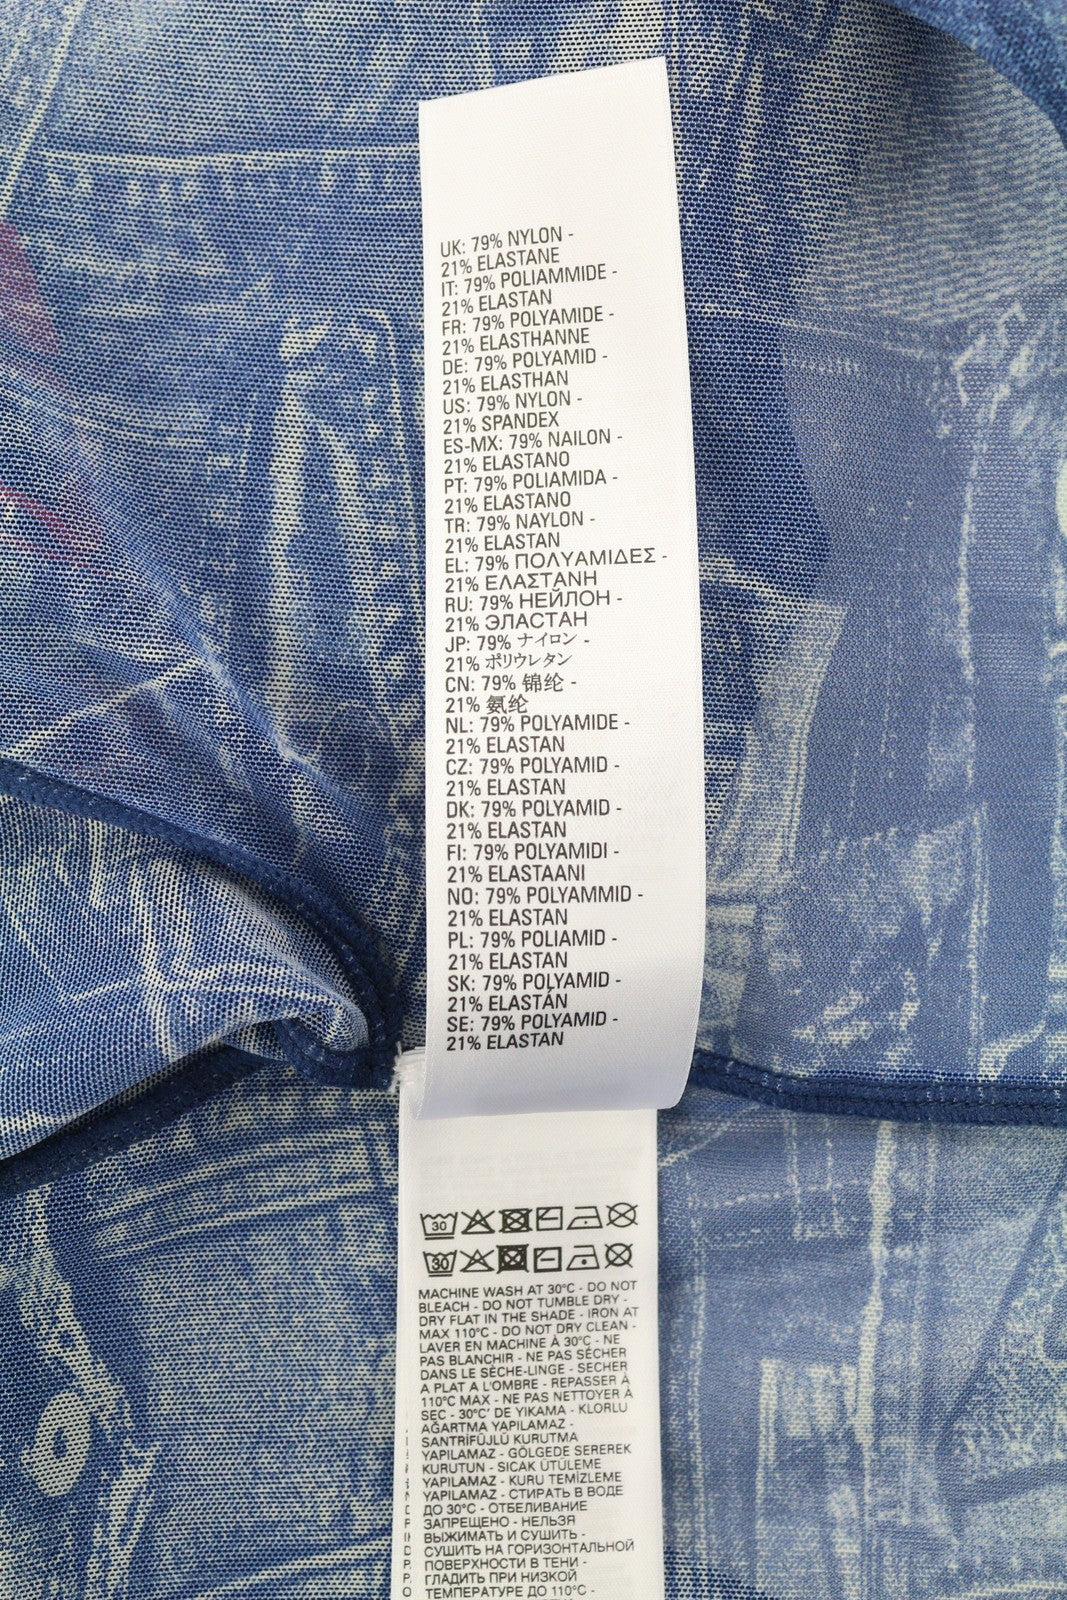 UK: 79% NYLON -
21% ELASTANE
IT: 79% POLIAMMIDE -
21% ELASTAN
FR: 79% POLYAMIDE -
21% ELASTHANNE
DE: 79% POLYAMID -
21% ELASTHAN
US: 79% NYLON -
21% SPANDEX
ES-MX: 79% NAILON -
21% ELASTANO
PT: 79% POLIAMIDA -
21% ELASTANO
TR: 79% NAYLON -
21% ELASTAN
EL: 79% ΠΟΛΥΑΜΙΔΕΣ -
21% ΕΛΑΣΤΑΝΗ
RU: 79% НЕЙЛОН -
21% ЭЛАСТАН
JP: 79% ナイロン -
21% ポリウレタン
CN: 79% 锦纶 -
21% 氨纶
NL: 79% POLYAMIDE -
21% ELASTAN
CZ: 79% POLYAMID -
21% ELASTAN
DK: 79% POLYAMID -
21% ELASTAN
FI: 79% POLYAMIDI -
21% ELASTAANI
NO: 79% POLYAMMID -
21% ELASTAN
PL: 79% POLIAMID -
21% ELASTAN
SK: 79% POLYAMID -
21% ELASTÁN
SE: 79% POLYAMID -
21% ELASTAN
30
30
MACHINE WASH AT 30°C - DO NOT
BLEACH - DO NOT TUMBLE DRY -
DRY FLAT IN THE SHADE - IRON AT
MAX 110°C - DO NOT DRY CLEAN -
LAVER EN MACHINE À 30°C - NE
PAS BLANCHIR - NE PAS SÉCHER
DANS LE SÈCHE-LINGE - SECHER
A PLAT A L'OMBRE - REPASSER À
110°C MAX - NE PAS NETTOYER À
SEC - 30°C' DE YIKAMA - KLORLU
AĞARTMA YAPILAMAZ -
SANTRİFÜJLÜ KURUTMA
YAPILAMAZ - GÖLGEDE SEREREK
KURUTUN - SICAK ÜTÜLEME
YAPILAMAZ - KURU TEMİZLEME
YAPILAMAZ - СТИРАТЬ В ВОДЕ
ДО 30°C - ОТБЕЛИВАНИЕ
ЗАПРЕЩЕНО - НЕЛЬЗЯ
ВЫЖИМАТЬ И СУШИТЬ -
СУШИТЬ НА ГОРИЗОНТАЛЬНОЙ
ПОВЕРХНОСТИ В ТЕНИ -
ГЛАДИТЬ ПРИ НИЗКОЙ
ТЕМПЕРАТУРЕ ДО 110°C -